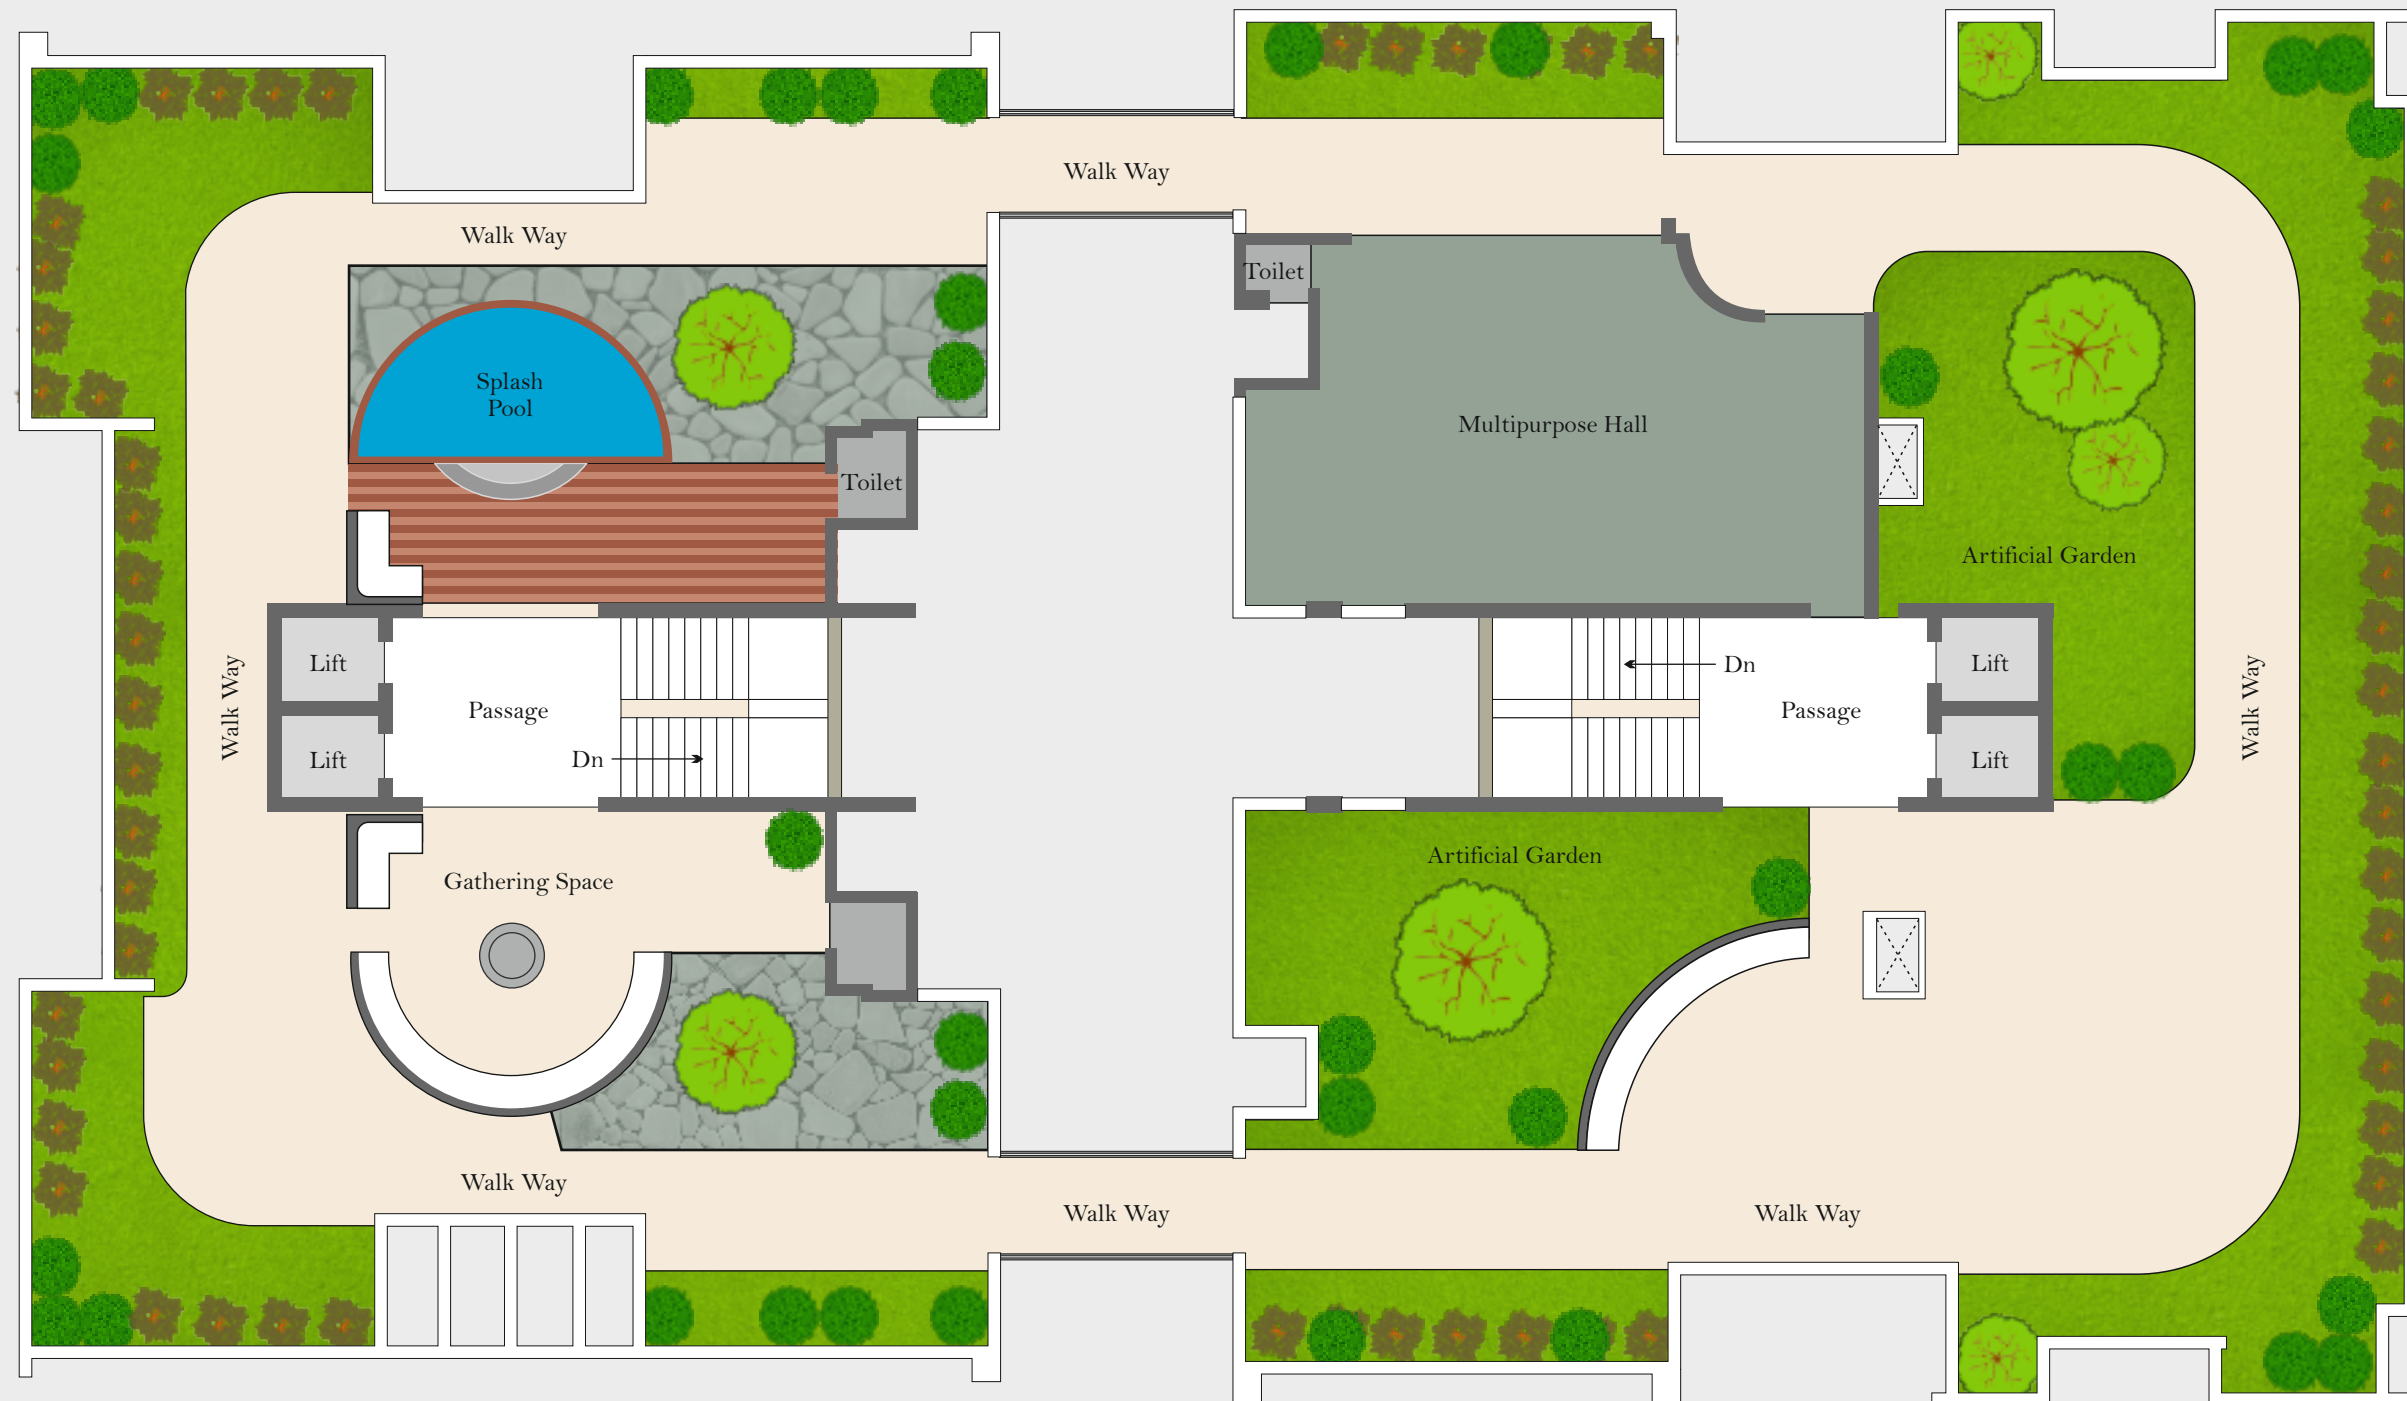 Walk Way
Walk Way
Toilet
Splash
Pool
Multipurpose Hall
Toilet
Artificial Garden
Lift
Dn
Lift
Walk Way
Passage
Passage
Walk Way
Lift
Dn
Lift
Artificial Garden
Gathering Space
Walk Way
Walk Way
Walk Way